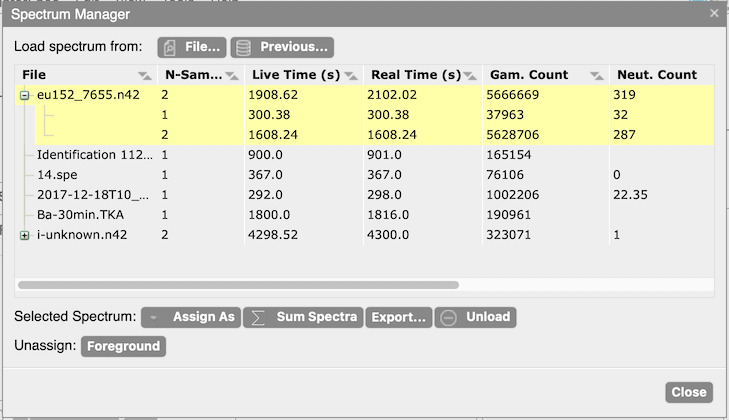 Spectrum Manager ×
Load spectrum from: File... Previous...
File N-Sam... Live Time (s) Real Time (s) Gam. Count Neut. Count
eu152_7655.n42 2 1908.62 2102.02 5666669 319
1 300.38 300.38 37963 32
2 1608.24 1608.24 5628706 287
Identification 112... 1 900.0 901.0 165154
14.spe 1 367.0 367.0 76106 0
2017-12-18T10_... 1 292.0 298.0 1002206 22.35
Ba-30min.TKA 1 1800.0 1816.0 190961
i-unknown.n42 2 4298.52 4300.0 323071 1
Selected Spectrum: Assign As Sum Spectra Export... Unload
Unassign: Foreground
Close